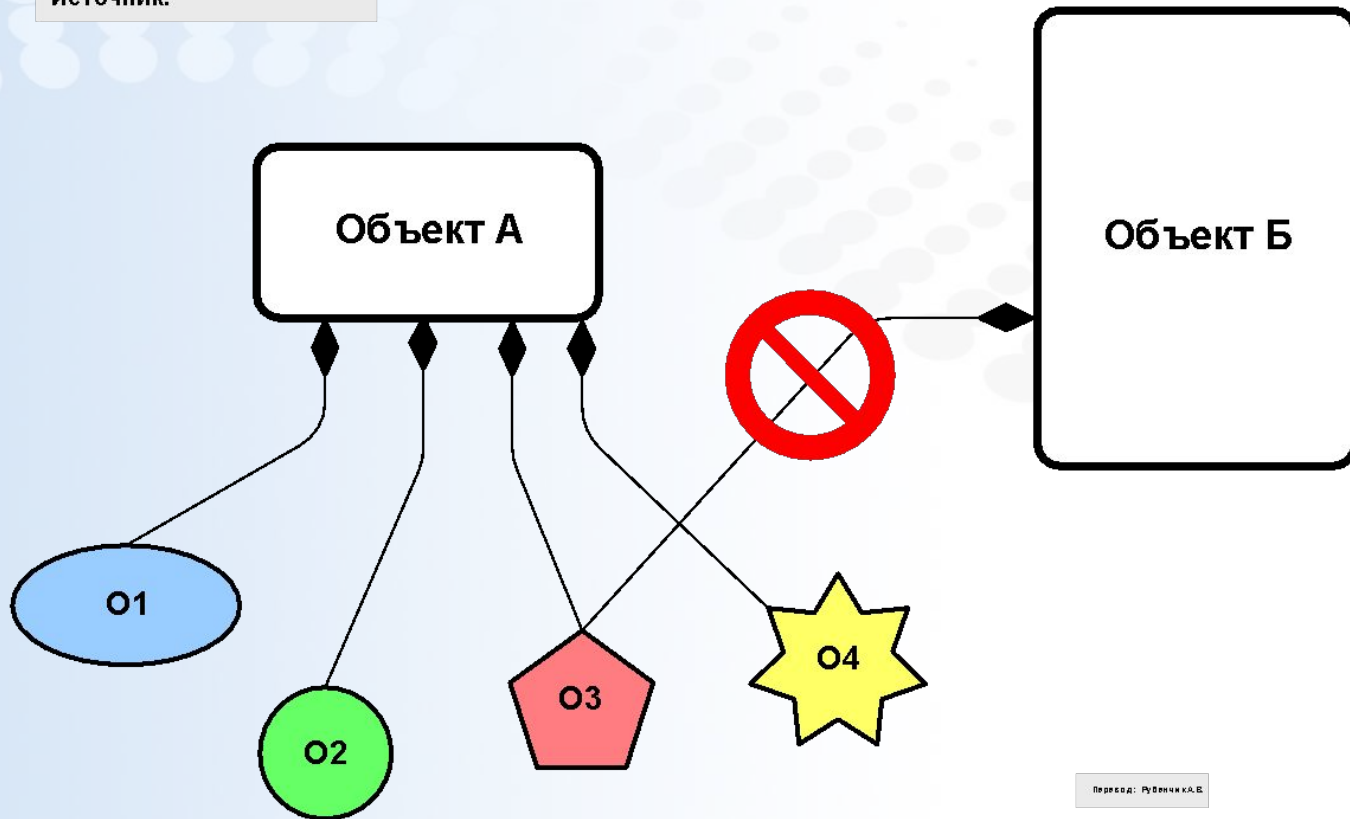 источник.
Объект А
Объект Б
О1
О2
О3
О4
Перевод: Рубенчик А.В.